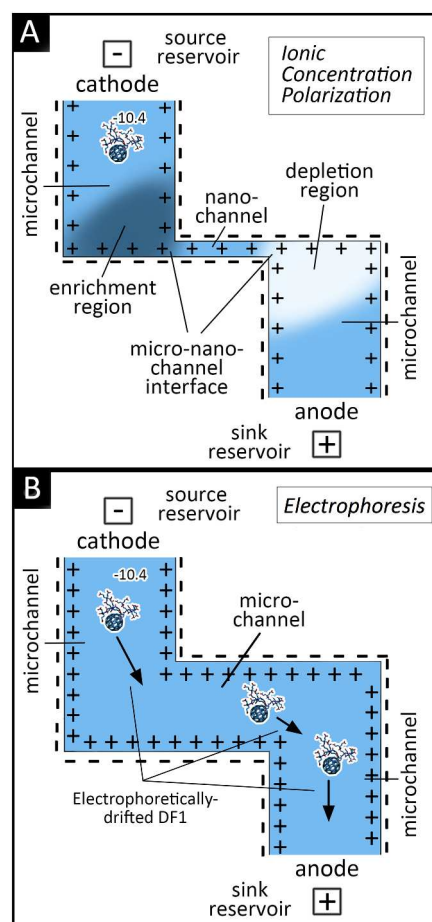 A
-
source
reservoir
cathode
Ionic
Concentration
Polarization
-10.4
microchannel
nano-
channel
depletion
region
enrichment
region
micro-nano-
channel
interface
microchannel
anode
sink reservoir
+
B
-
source
reservoir
cathode
Electrophoresis
-10.4
microchannel
micro-
channel
microchannel
Electrophoretically-
drifted DF1
anode
sink reservoir
+